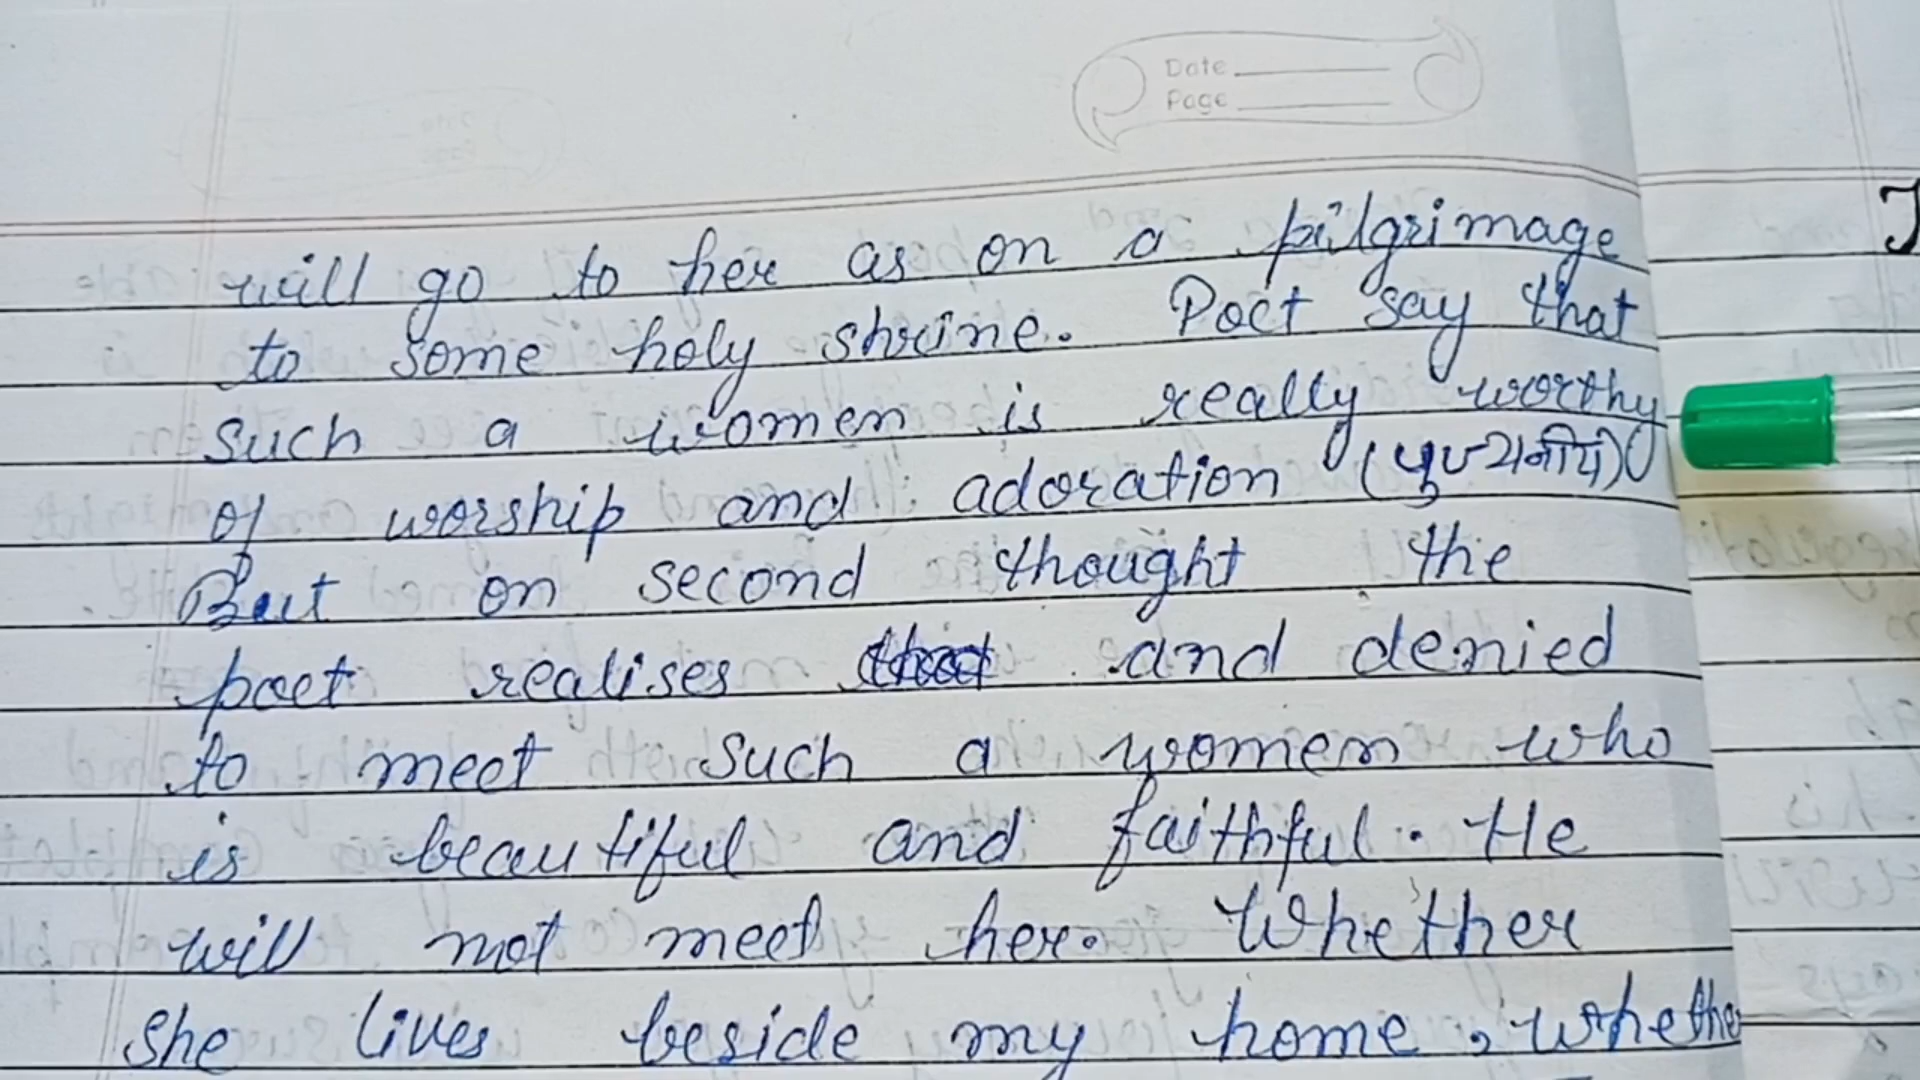 Date
Page
will go to her as on a pilgrimage
to some holy shrine. Poet say that
such a women is really worthy
of worship and adoration (पूज्यनीय)
But on second thought the
poet realises and denied
to meet such a women who
is beautiful and faithful. He
will not meet her. Whether
she lives beside my home, whether